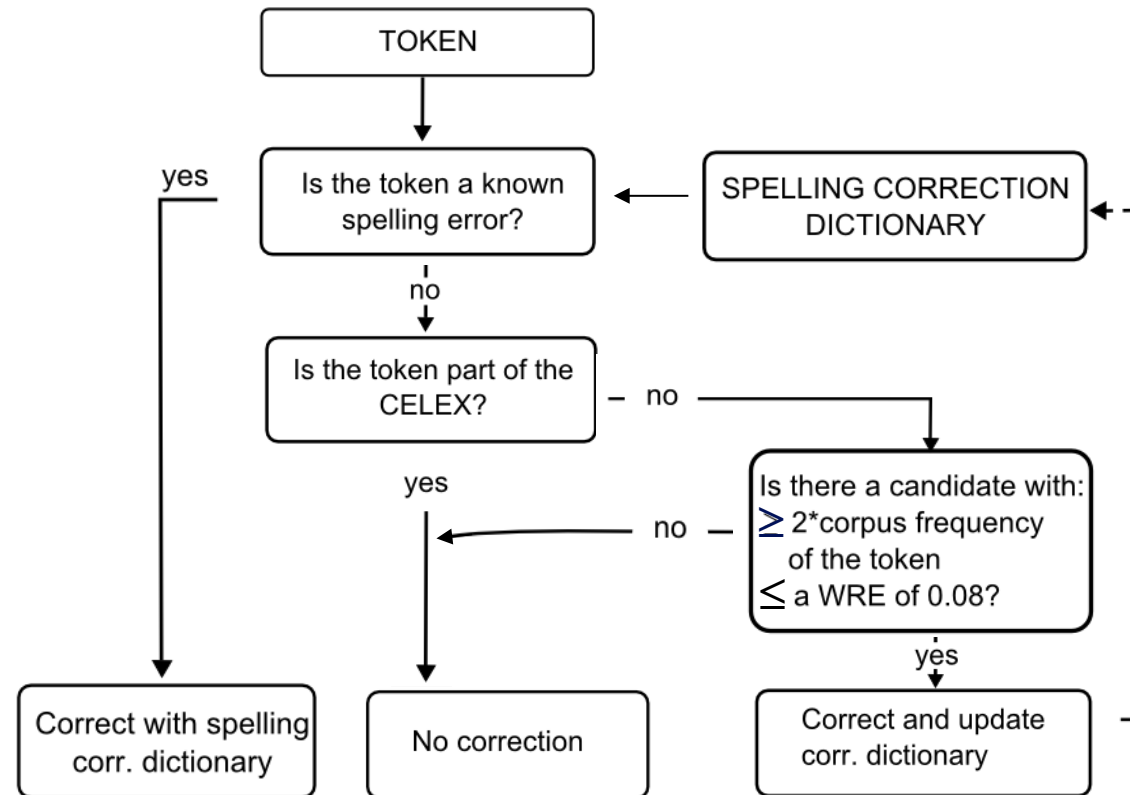 TOKEN
yes
Is the token a known
spelling error?
SPELLING CORRECTION
DICTIONARY
no
Is the token part of the
CELEX?
no
yes
Is there a candidate with:
≥ 2*corpus frequency
of the token
≤ a WRE of 0.08?
no
yes
Correct with spelling
corr. dictionary
No correction
Correct and update
corr. dictionary